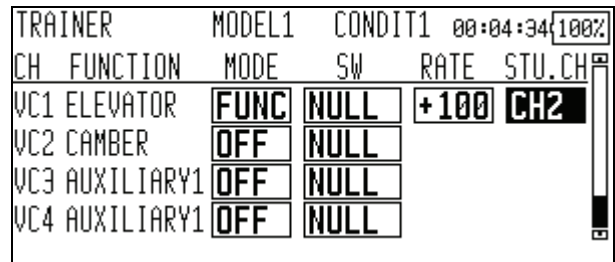 TRAINER MODEL1 CONDIT1 00:04:34 100%
CH FUNCTION MODE SW RATE STU.CH
VC1 ELEVATOR FUNC NULL +100 CH2
VC2 CAMBER OFF NULL
VC3 AUXILIARY1 OFF NULL
VC4 AUXILIARY1 OFF NULL